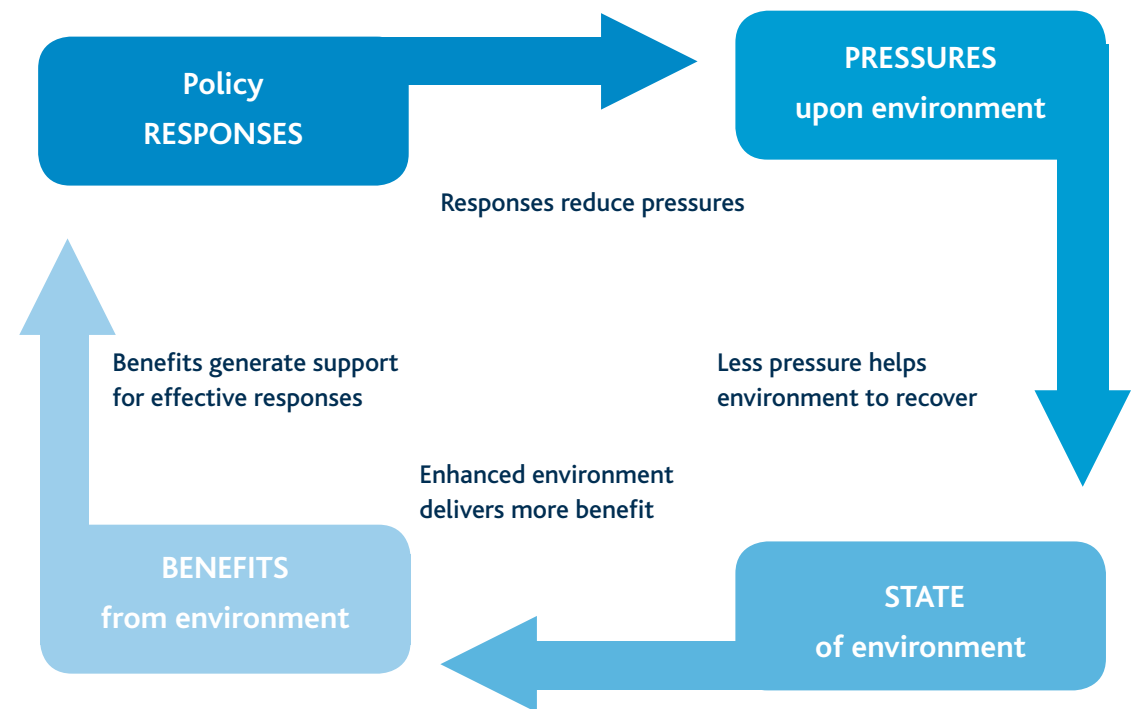 Policy
RESPONSES
PRESSURES
upon environment
Responses reduce pressures
Benefits generate support
for effective responses
Less pressure helps
environment to recover
Enhanced environment
delivers more benefit
BENEFITS
from environment
STATE
of environment